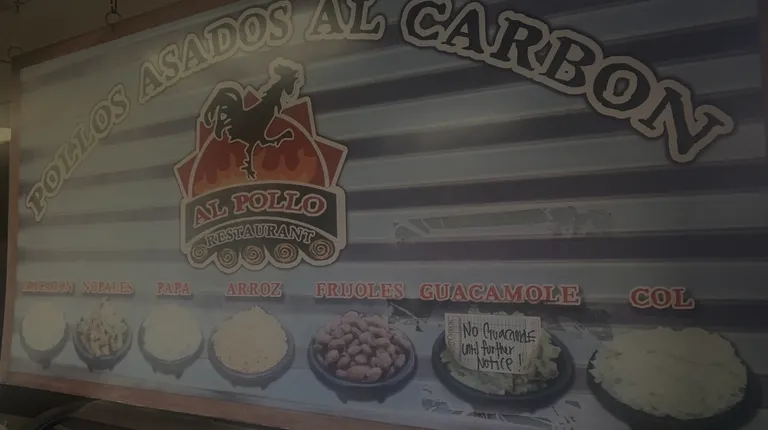 POLLOS ASADOS AL CARBON
AL POLLO
RESTAURANT
NOPALES PAPA ARROZ FRIJOLES GUACAMOLE COL
No Guacamole
until further
Notice!